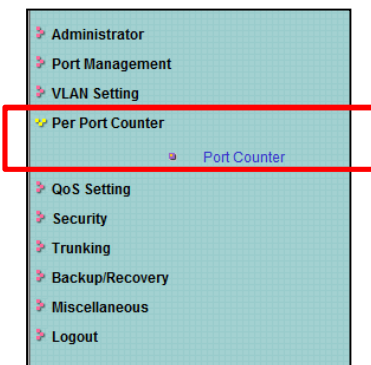 Administrator
Port Management
VLAN Setting
Per Port Counter
Port Counter
QoS Setting
Security
Trunking
Backup/Recovery
Miscellaneous
Logout